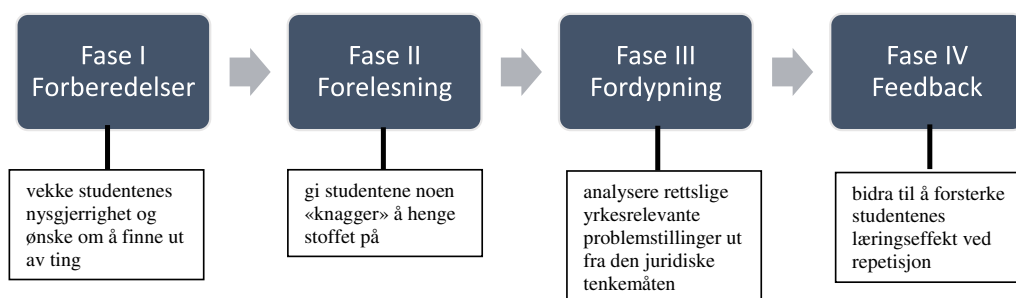 Fase I
Forberedelser
Fase II
Forelesning
Fase III
Fordypning
Fase IV
Feedback
vekke studentenes
nysgjerrighet og
ønske om å finne ut
av ting
gi studentene noen
«knagger» å henge
stoffet på
analysere rettslige
yrkesrelevante
problemstillinger ut
fra den juridiske
tenkemåten
bidra til å forsterke
studentenes
læringseffekt ved
repetisjon